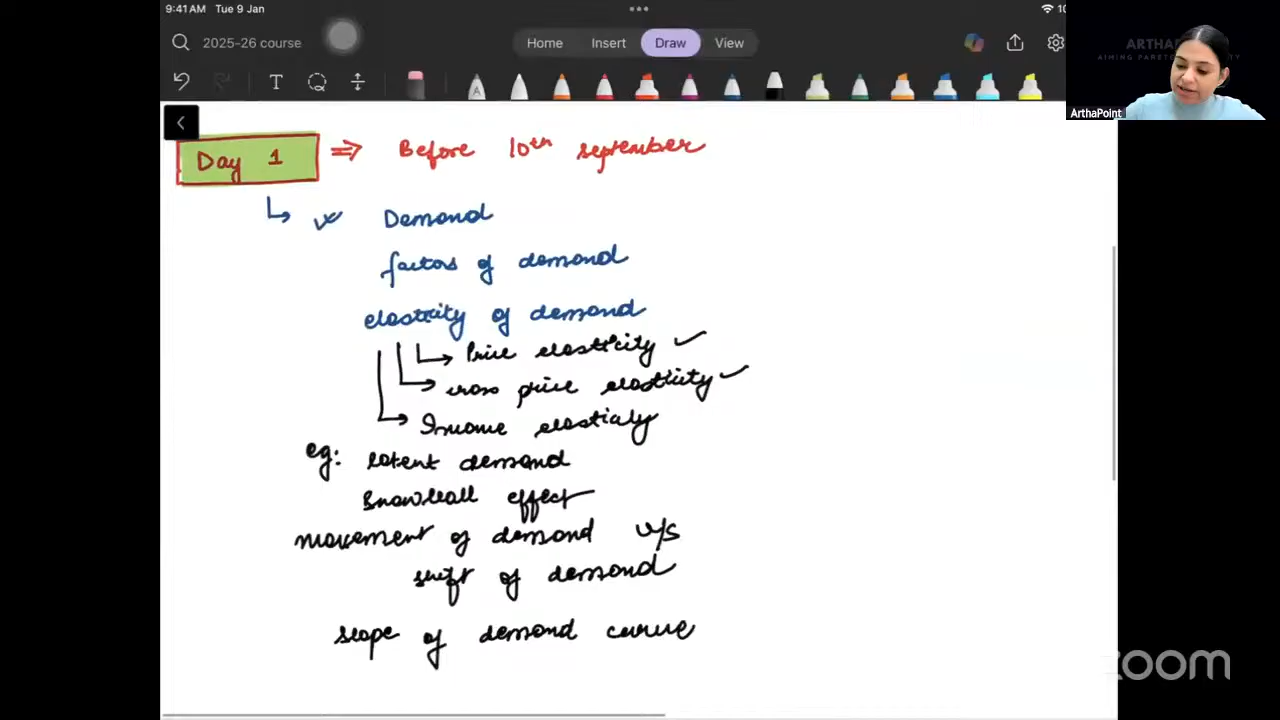 9:41 AM Tue 9 Jan
10
2025-26 course
Home Insert Draw View
T
A
ArthaPoint
Day 1 ⇒ Before 10th september
Demand
factors of demand
elasticity of demand
Price elasticity ✓
cross price elasticity ✓
Income elasticity
eg: latent demand
Snowball effect
movement of demand v/s
shift of demand
slope of demand curve
zoom